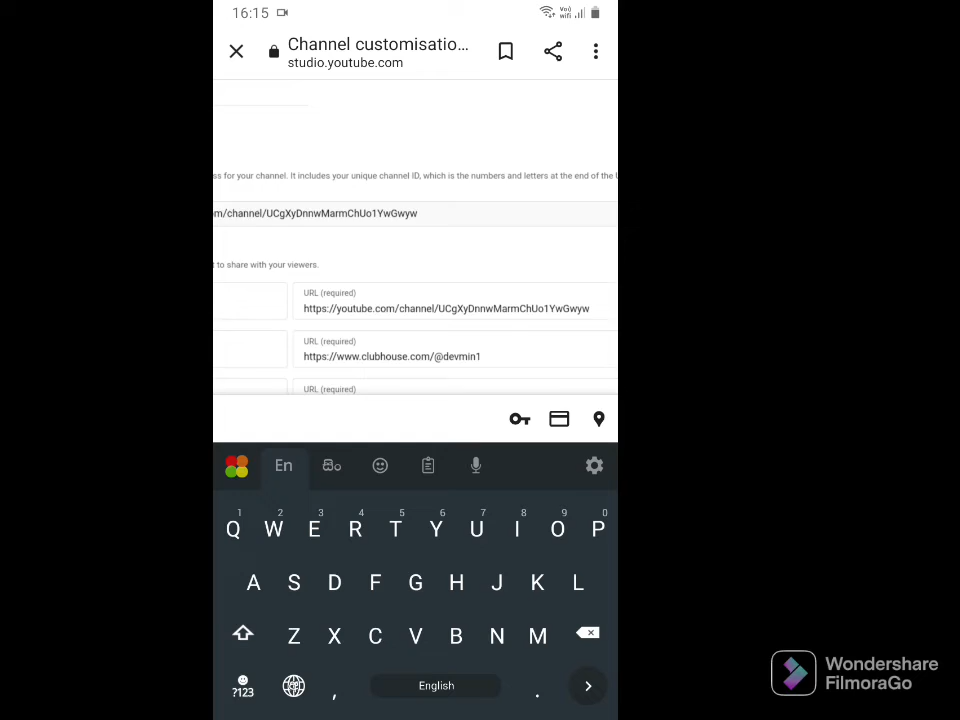 16:15
Vo) wifi
Channel customisatio...
studio.youtube.com
ss for your channel. It includes your unique channel ID, which is the numbers and letters at the end of the U
m/channel/UCgXyDnnwMarmChUo1YwGwyw
t to share with your viewers.
URL (required)
https://youtube.com/channel/UCgXyDnnwMarmChUo1YwGwyw
URL (required)
https://www.clubhouse.com/@devmin1
URL (required)
En
1 2 3 4 5 6 7 8 9 0
Q W E R T Y U I O P
A S D F G H J K L
Z X C V B N M
?123 , English .
Wondershare
FilmoraGo